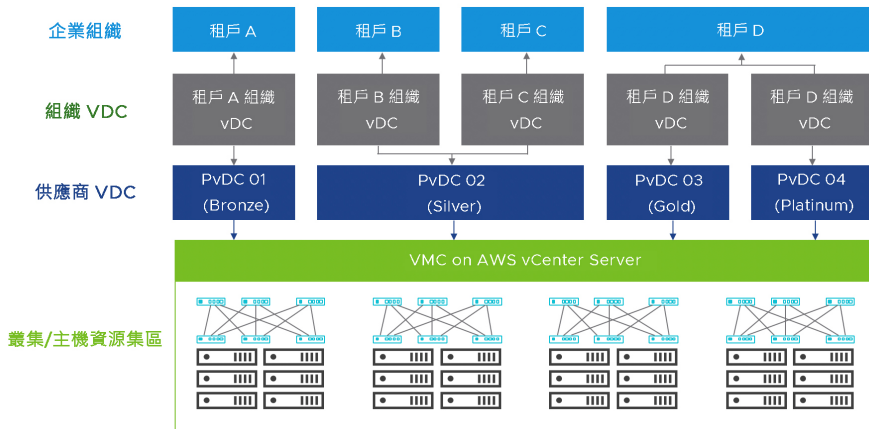 企業組織
租戶 A
租戶 B
租戶 C
租戶 D
組織 VDC
租戶 A 組織
vDC
租戶 B 組織
vDC
租戶 C 組織
vDC
租戶 D 組織
vDC
租戶 D 組織
vDC
供應商 VDC
PvDC 01
(Bronze)
PvDC 02
(Silver)
PvDC 03
(Gold)
PvDC 04
(Platinum)
VMC on AWS vCenter Server
叢集/主機資源集區